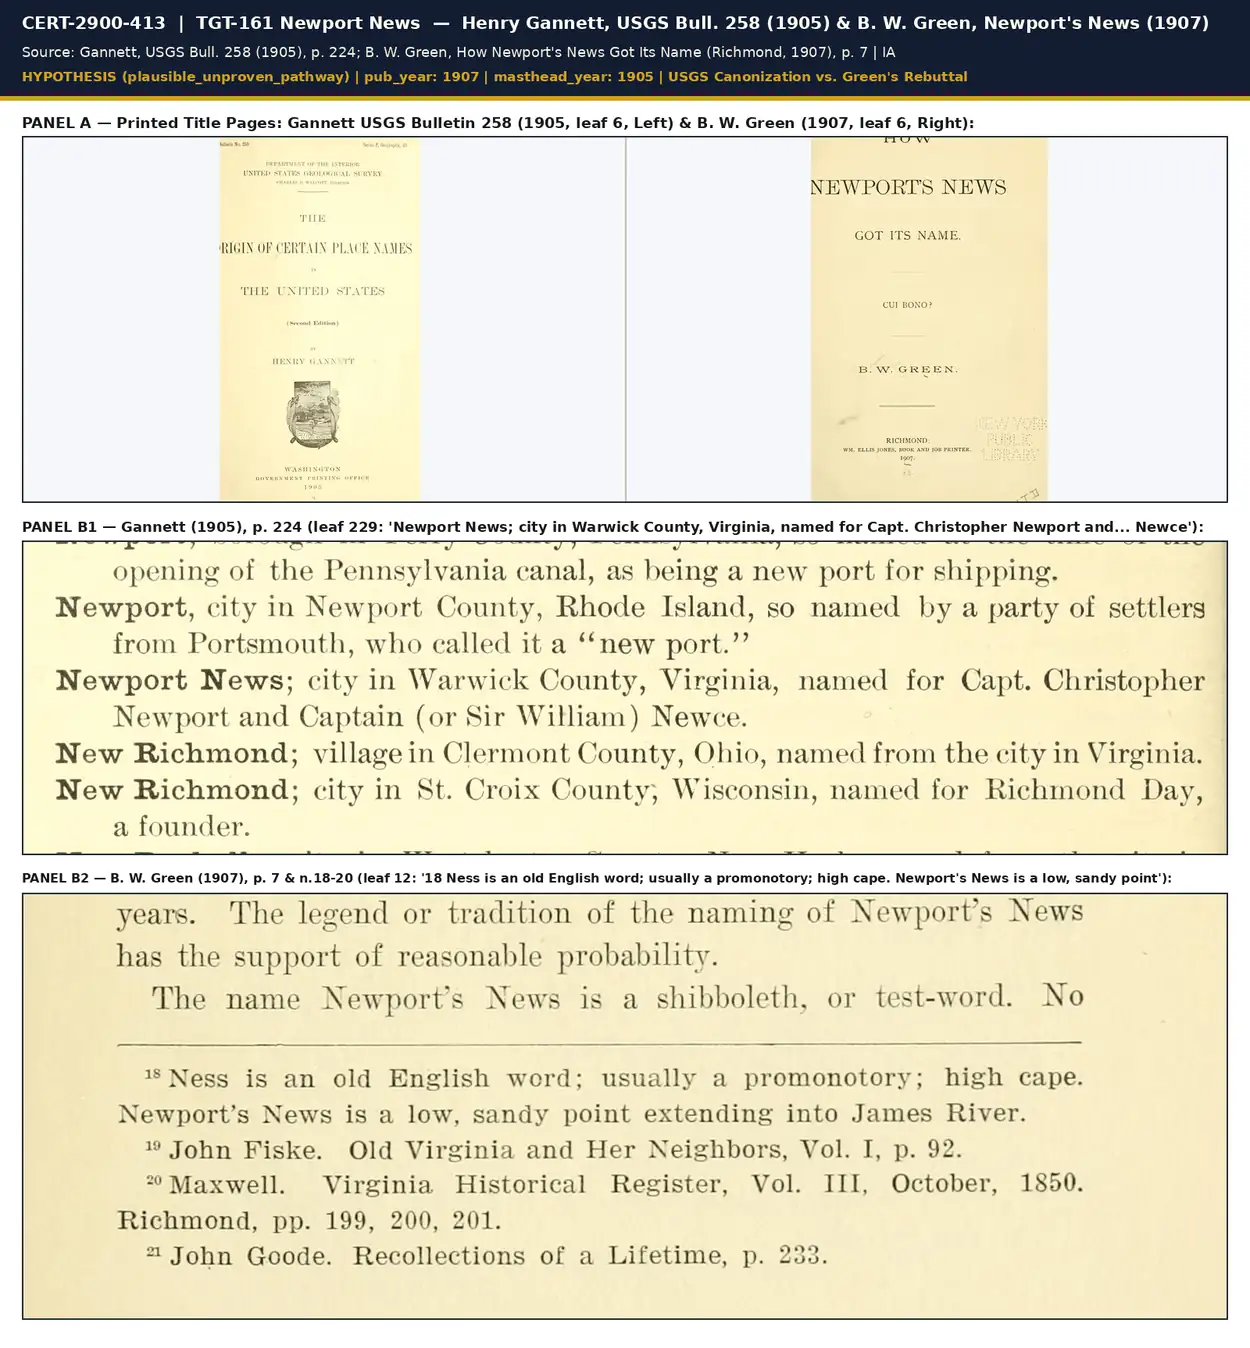 CERT-2900-413 | TGT-161 Newport News — Henry Gannett, USGS Bull. 258 (1905) & B. W. Green, Newport's News (1907)
Source: Gannett, USGS Bull. 258 (1905), p. 224; B. W. Green, How Newport's News Got Its Name (Richmond, 1907), p. 7 | IA
HYPOTHESIS (plausible_unproven_pathway) | pub_year: 1907 | masthead_year: 1905 | USGS Canonization vs. Green's Rebuttal
PANEL A — Printed Title Pages: Gannett USGS Bulletin 258 (1905, leaf 6, Left) & B. W. Green (1907, leaf 6, Right):
DEPARTMENT OF THE INTERIOR
UNITED STATES GEOLOGICAL SURVEY
THE
RIGIN OF CERTAIN PLACE NAMES
IN
THE UNITED STATES
(Second Edition)
BY
HENRY GANNETT
WASHINGTON
GOVERNMENT PRINTING OFFICE
1905
HOW
NEWPORT'S NEWS
GOT ITS NAME.
CUI BONO?
B. W. GREEN.
NEW YORK
PUBLIC
LIBRARY
RICHMOND:
WM. ELLIS JONES, BOOK AND JOB PRINTER.
1907.
PANEL B1 — Gannett (1905), p. 224 (leaf 229: 'Newport News; city in Warwick County, Virginia, named for Capt. Christopher Newport and... Newce'):
opening of the Pennsylvania canal, as being a new port for shipping.
Newport, city in Newport County, Rhode Island, so named by a party of settlers
from Portsmouth, who called it a “new port.”
Newport News; city in Warwick County, Virginia, named for Capt. Christopher
Newport and Captain (or Sir William) Newce.
New Richmond; village in Clermont County, Ohio, named from the city in Virginia.
New Richmond; city in St. Croix County, Wisconsin, named for Richmond Day,
a founder.
PANEL B2 — B. W. Green (1907), p. 7 & n.18-20 (leaf 12: '18 Ness is an old English word; usually a promonotory; high cape. Newport's News is a low, sandy point'):
years. The legend or tradition of the naming of Newport's News
has the support of reasonable probability.
The name Newport's News is a shibboleth, or test-word. No
18 Ness is an old English word; usually a promonotory; high cape.
Newport's News is a low, sandy point extending into James River.
19 John Fiske. Old Virginia and Her Neighbors, Vol. I, p. 92.
20 Maxwell. Virginia Historical Register, Vol. III, October, 1850.
Richmond, pp. 199, 200, 201.
21 John Goode. Recollections of a Lifetime, p. 233.